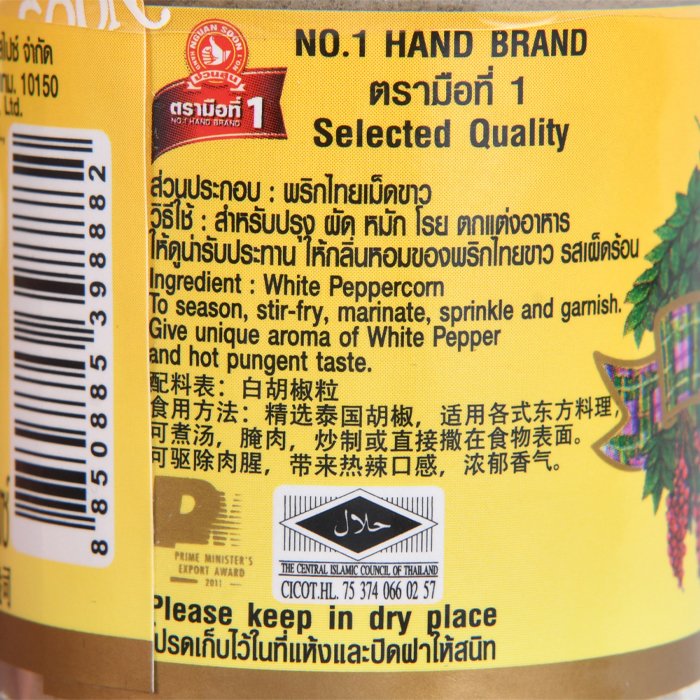 NGUAN SOON
ง่วนสูน
ตรามือที่ 1
NO.1 HAND BRAND
NO.1 HAND BRAND
ตรามือที่ 1
Selected Quality
ส่วนประกอบ : พริกไทยเม็ดขาว
วิธีใช้ : สำหรับปรุง ผัด หมัก โรย ตกแต่งอาหาร
ให้ดูน่ารับประทาน ให้กลิ่นหอมของพริกไทยขาว รสเผ็ดร้อน
Ingredient : White Peppercorn
To season, stir-fry, marinate, sprinkle and garnish.
Give unique aroma of White Pepper
and hot pungent taste.
配料表：白胡椒粒
食用方法：精选泰国胡椒，适用各式东方料理，
可煮汤，腌肉，炒制或直接撒在食物表面。
可驱除肉腥，带来热辣口感，浓郁香气。
PRIME MINISTER'S
EXPORT AWARD
2011
حلال
THE CENTRAL ISLAMIC COUNCIL OF THAILAND
CICOT.HL. 75 374 066 02 57
Please keep in dry place
โปรดเก็บไว้ในที่แห้งและปิดฝาให้สนิท
จำกัด
10150
Ltd.
8 850885 398882